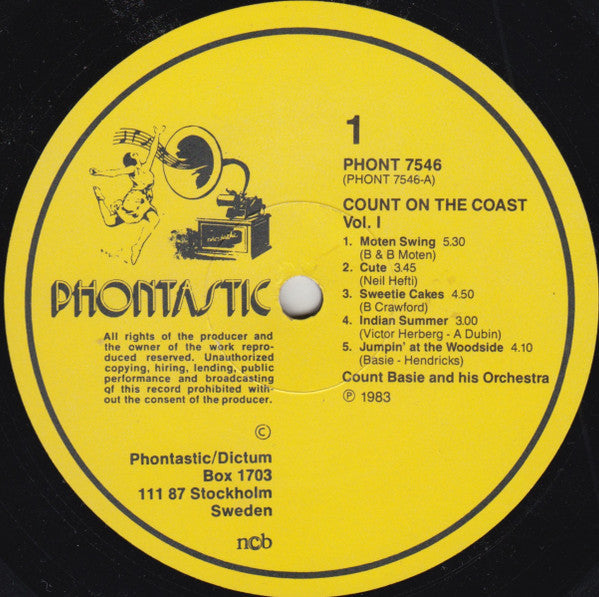 1
PHONT 7546
(PHONT 7546-A)
COUNT ON THE COAST
Vol. I
1. Moten Swing 5.30
(B & B Moten)
2. Cute 3.45
(Neil Hefti)
3. Sweetie Cakes 4.50
(B Crawford)
4. Indian Summer 3.00
(Victor Herberg - A Dubin)
5. Jumpin' at the Woodside 4.10
(Basie - Hendricks)
Count Basie and his Orchestra
Ⓟ 1983
PHONTASTIC
All rights of the producer and
the owner of the work repro-
duced reserved. Unauthorized
copying, hiring, lending, public
performance and broadcasting
of this record prohibited with-
out the consent of the producer.
©
Phontastic/Dictum
Box 1703
111 87 Stockholm
Sweden
ncb